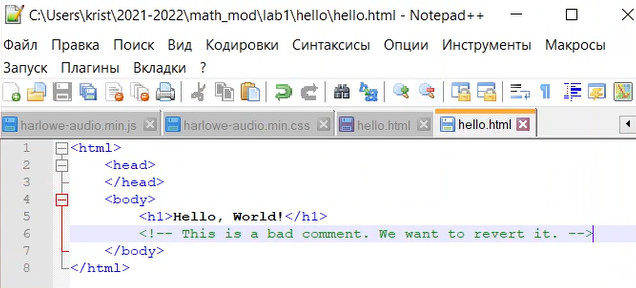 C:\Users\krist\2021-2022\math_mod\lab1\hello\hello.html - Notepad++
Файл Правка Поиск Вид Кодировки Синтаксисы Опции Инструменты Макросы
Запуск Плагины Вкладки ?
harlowe-audio.min.js harlowe-audio.min.css hello.html hello.html
1 <html>
2 <head>
3 </head>
4 <body>
5 <h1>Hello, World!</h1>
6 <!-- This is a bad comment. We want to revert it. -->
7 </body>
8 </html>